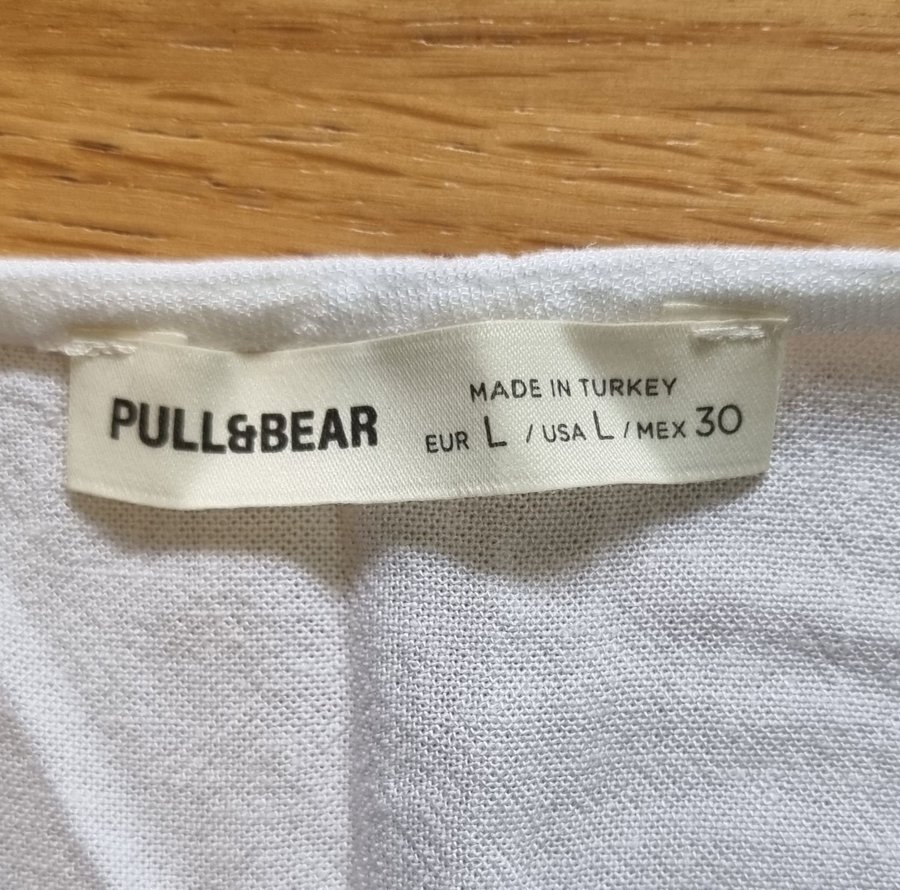 PULL&BEAR
MADE IN TURKEY
EUR L / USA L / MEX 30